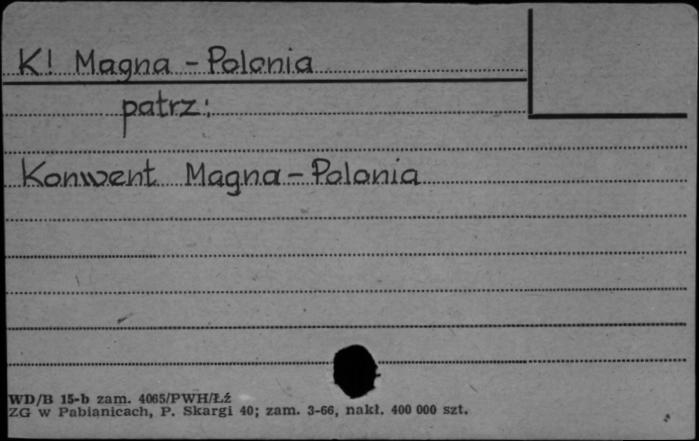 K! Magna - Polonia
patrz:
Konwent Magna - Polonia
WD/B 15-b zam. 4065/PWH/Łź
ZG w Pabianicach, P. Skargi 40; zam. 3-66, nakł. 400 000 szt.